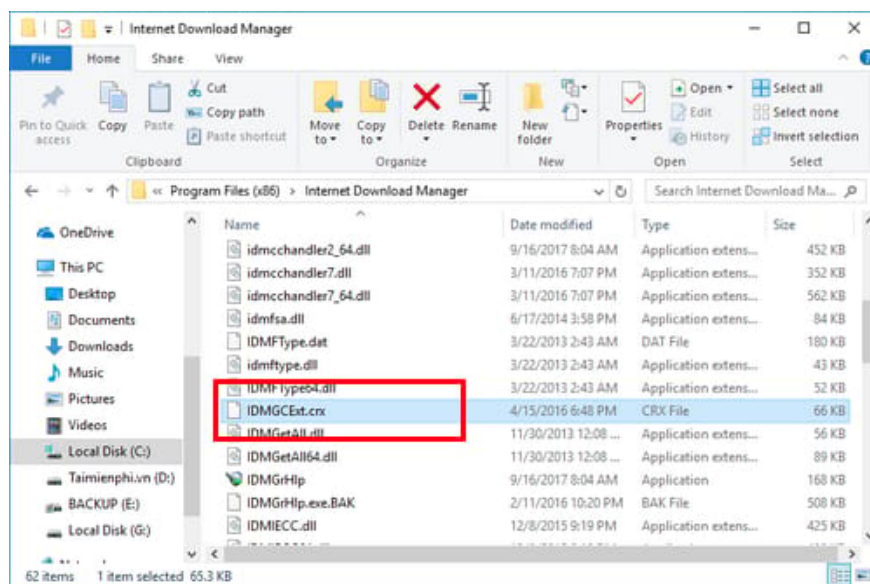 Internet Download Manager
File Home Share View
Pin to Quick access
Copy
Paste
Cut
Copy path
Paste shortcut
Clipboard
Move to
Copy to
Delete
Rename
Organize
New folder
New
Properties
Open
Edit
History
Open
Select all
Select none
Invert selection
Select
« Program Files (x86) > Internet Download Manager
Search Internet Download Ma...
OneDrive
This PC
Desktop
Documents
Downloads
Music
Pictures
Videos
Local Disk (C:)
Taimienphi.vn (D:)
BACKUP (E:)
Local Disk (G:)
Name Date modified Type Size
idmcchandler2_64.dll 9/16/2017 8:04 AM Application extens... 452 KB
idmcchandler7.dll 3/11/2016 7:07 PM Application extens... 352 KB
idmcchandler7_64.dll 3/11/2016 7:07 PM Application extens... 562 KB
idmfsa.dll 6/17/2014 3:58 PM Application extens... 84 KB
IDMFType.dat 3/22/2013 2:43 AM DAT File 180 KB
idmftype.dll 3/22/2013 2:43 AM Application extens... 43 KB
IDMFType64.dll 3/22/2013 2:43 AM Application extens... 52 KB
IDMGCExt.crx 4/15/2016 6:48 PM CRX File 66 KB
IDMGetAll.dll 11/30/2013 12:08 ... Application extens... 56 KB
IDMGetAll64.dll 11/30/2013 12:08 ... Application extens... 89 KB
IDMGrHlp 9/16/2017 8:04 AM Application 168 KB
IDMGrHlp.exe.BAK 2/11/2016 10:20 PM BAK File 508 KB
IDMIECC.dll 12/8/2015 9:19 PM Application extens... 425 KB
62 items 1 item selected 65.3 KB